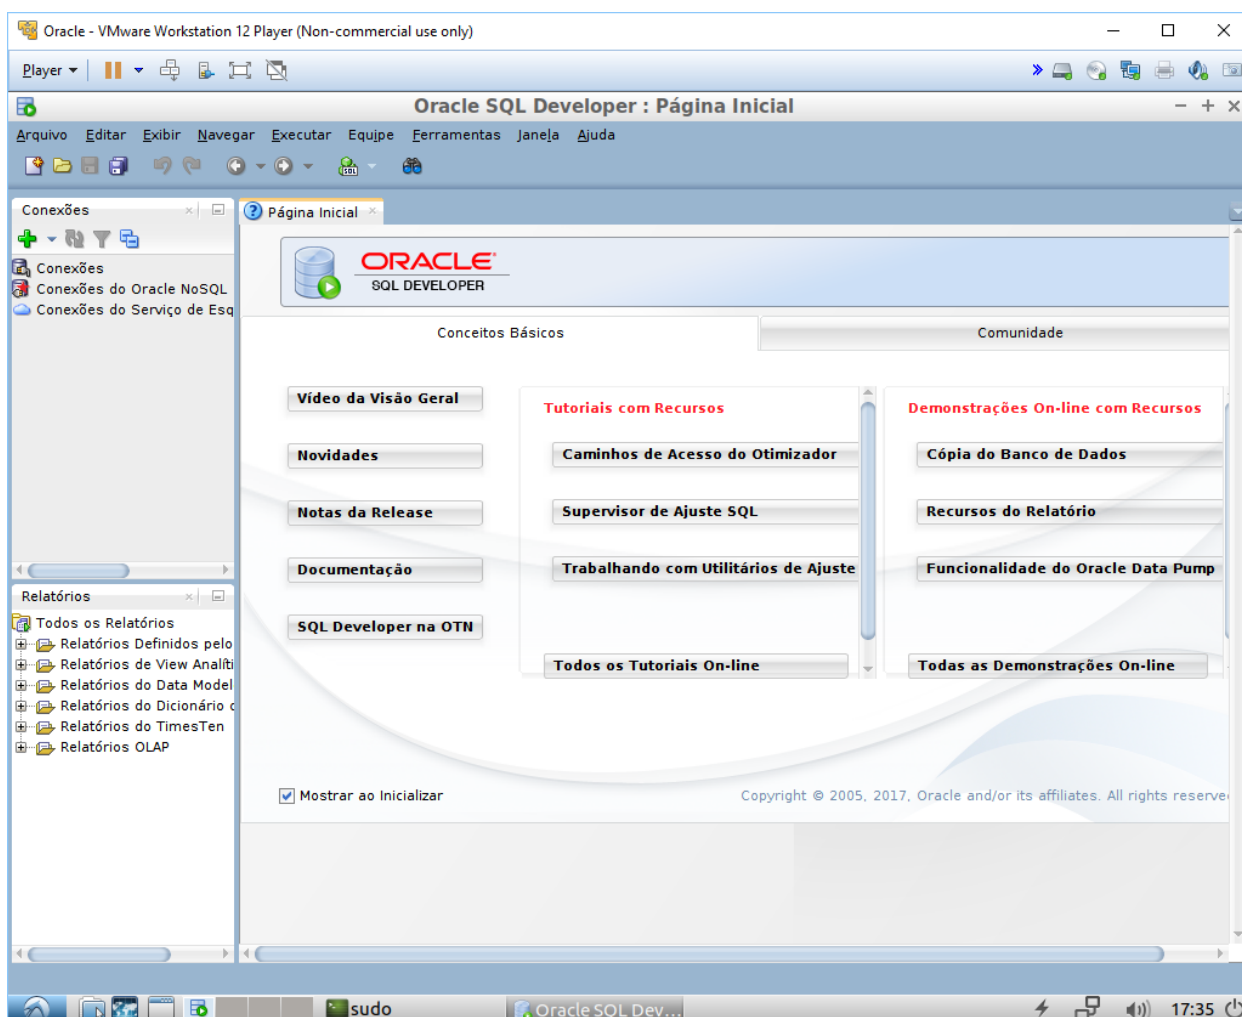 Oracle - VMware Workstation 12 Player (Non-commercial use only)
Player
Oracle SQL Developer : Página Inicial
Arquivo Editar Exibir Navegar Executar Equipe Ferramentas Janela Ajuda
SQL
Conexões
Página Inicial
Conexões
Conexões do Oracle NoSQL
Conexões do Serviço de Esq
ORACLE
SQL DEVELOPER
Conceitos Básicos
Comunidade
Vídeo da Visão Geral
Novidades
Notas da Release
Documentação
SQL Developer na OTN
Tutoriais com Recursos
Caminhos de Acesso do Otimizador
Supervisor de Ajuste SQL
Trabalhando com Utilitários de Ajuste
Todos os Tutoriais On-line
Demonstrações On-line com Recursos
Cópia do Banco de Dados
Recursos do Relatório
Funcionalidade do Oracle Data Pump
Todas as Demonstrações On-line
Relatórios
Todos os Relatórios
Relatórios Definidos pelo
Relatórios de View Analíti
Relatórios do Data Model
Relatórios do Dicionário d
Relatórios do TimesTen
Relatórios OLAP
Mostrar ao Inicializar
Copyright © 2005, 2017, Oracle and/or its affiliates. All rights reserve
sudo
Oracle SQL Dev...
17:35